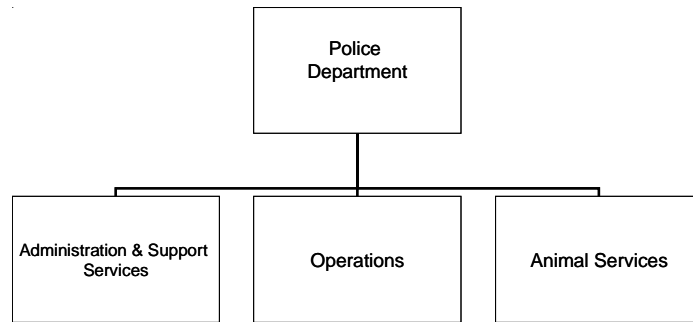 Police
Department
Administration & Support
Services
Operations
Animal Services